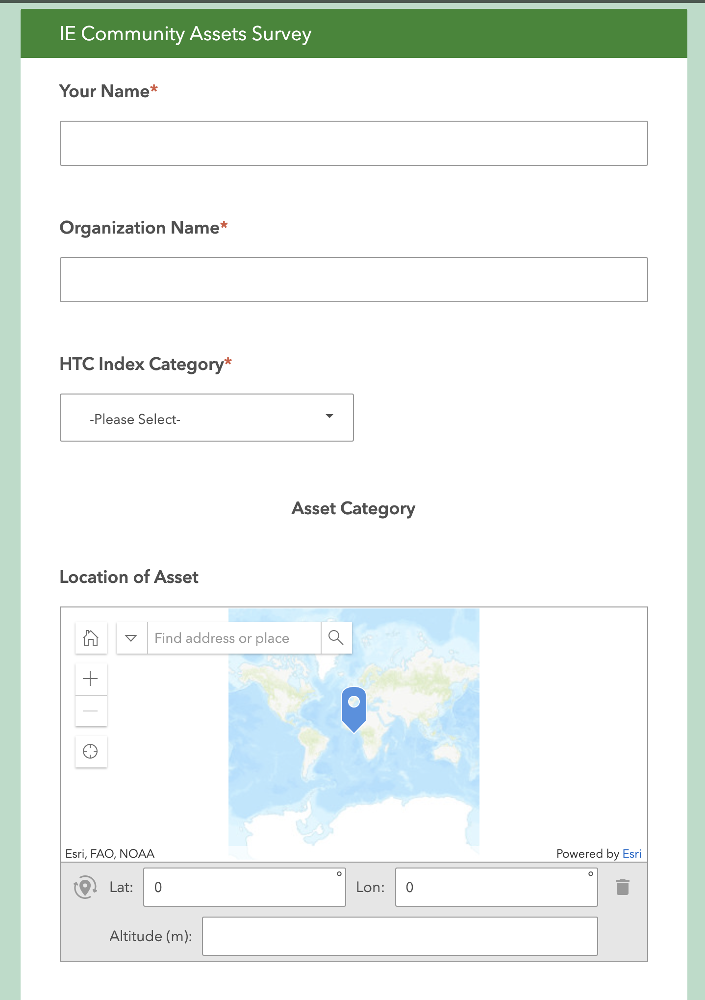 IE Community Assets Survey
Your Name*
Organization Name*
HTC Index Category*
-Please Select-
Asset Category
Location of Asset
Find address or place
Esri, FAO, NOAA
Powered by Esri
Lat: 0 °
Lon: 0 °
Altitude (m):